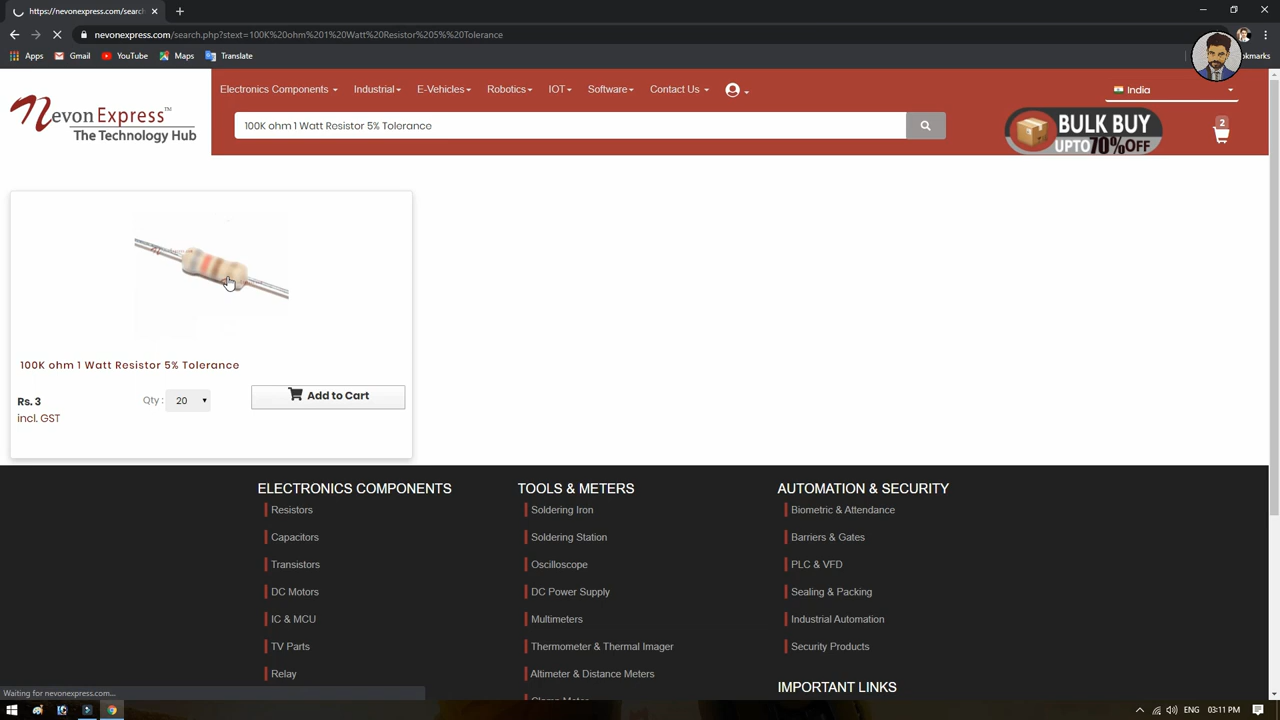 https://nevonexpress.com/searc
nevonexpress.com/search.php?stext=100K%20ohm%201%20Watt%20Resistor%205%%20Tolerance
Apps Gmail YouTube Maps Translate okmarks
Nevon Express™
The Technology Hub
Electronics Components Industrial E-Vehicles Robotics IOT Software Contact Us
India
100K ohm 1 Watt Resistor 5% Tolerance
BULK BUY
UPTO 70% OFF
2
100K ohm 1 Watt Resistor 5% Tolerance
Rs. 3
incl. GST
Qty : 20
Add to Cart
ELECTRONICS COMPONENTS
Resistors
Capacitors
Transistors
DC Motors
IC & MCU
TV Parts
Relay
TOOLS & METERS
Soldering Iron
Soldering Station
Oscilloscope
DC Power Supply
Multimeters
Thermometer & Thermal Imager
Altimeter & Distance Meters
Clamp Meter
AUTOMATION & SECURITY
Biometric & Attendance
Barriers & Gates
PLC & VFD
Sealing & Packing
Industrial Automation
Security Products
IMPORTANT LINKS
Waiting for nevonexpress.com...
ENG 03:11 PM